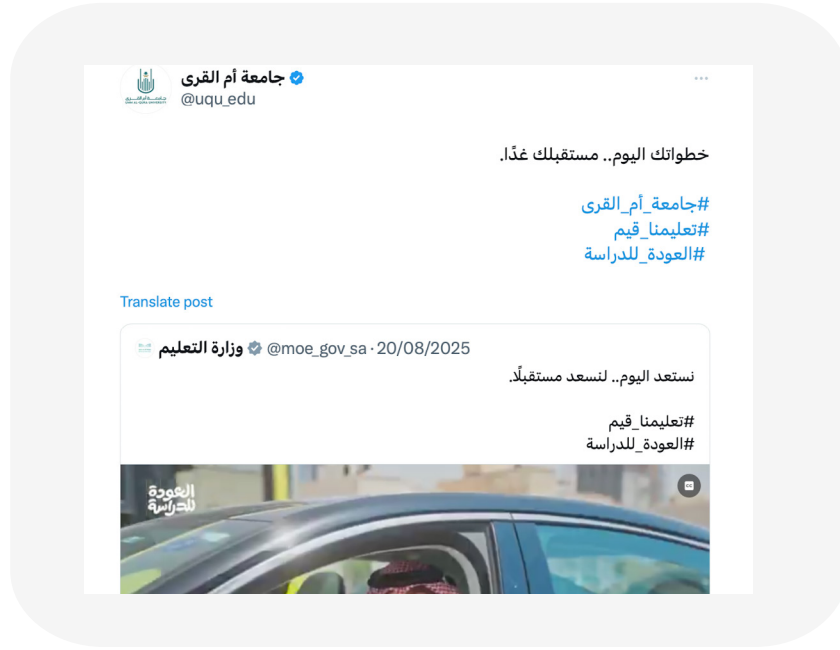 جامعة أم القرى
@uqu_edu
خطواتك اليوم.. مستقبلك غدًا.
#جامعة_أم_القرى
#تعليمنا_قيم
#العودة_للدراسة
Translate post
وزارة التعليم @moe_gov_sa · 20/08/2025
نستعد اليوم.. لنسعد مستقبلًا.
#تعليمنا_قيم
#العودة_للدراسة
العودة
للدراسة